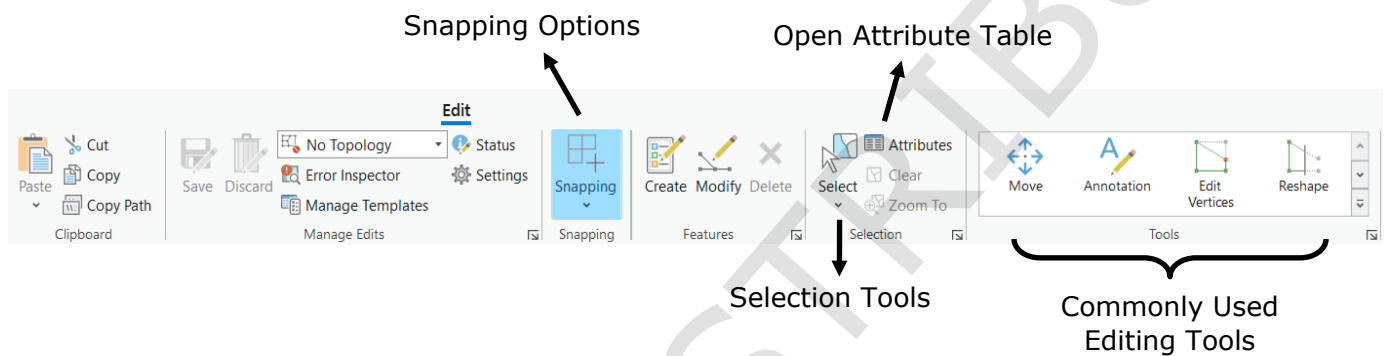 Snapping Options
Open Attribute Table
Edit
Paste
Cut
Copy
Copy Path
Clipboard
Save
Discard
No Topology
Error Inspector
Manage Templates
Status
Settings
Manage Edits
Snapping
Snapping
Create
Modify
Delete
Features
Select
Attributes
Clear
Zoom To
Selection
Move
Annotation
Edit
Vertices
Reshape
Tools
Selection Tools
Commonly Used
Editing Tools